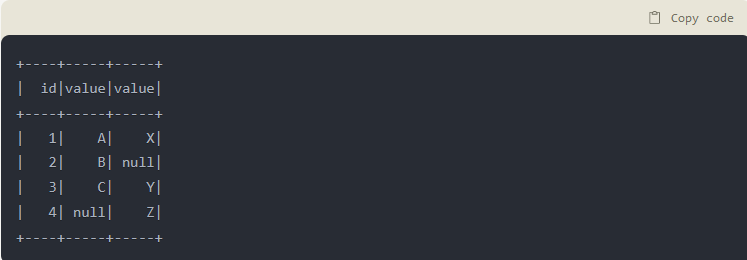 Copy code
+----+-----+-----+
|  id|value|value|
+----+-----+-----+
|   1|    A|    X|
|   2|    B| null|
|   3|    C|    Y|
|   4| null|    Z|
+----+-----+-----+